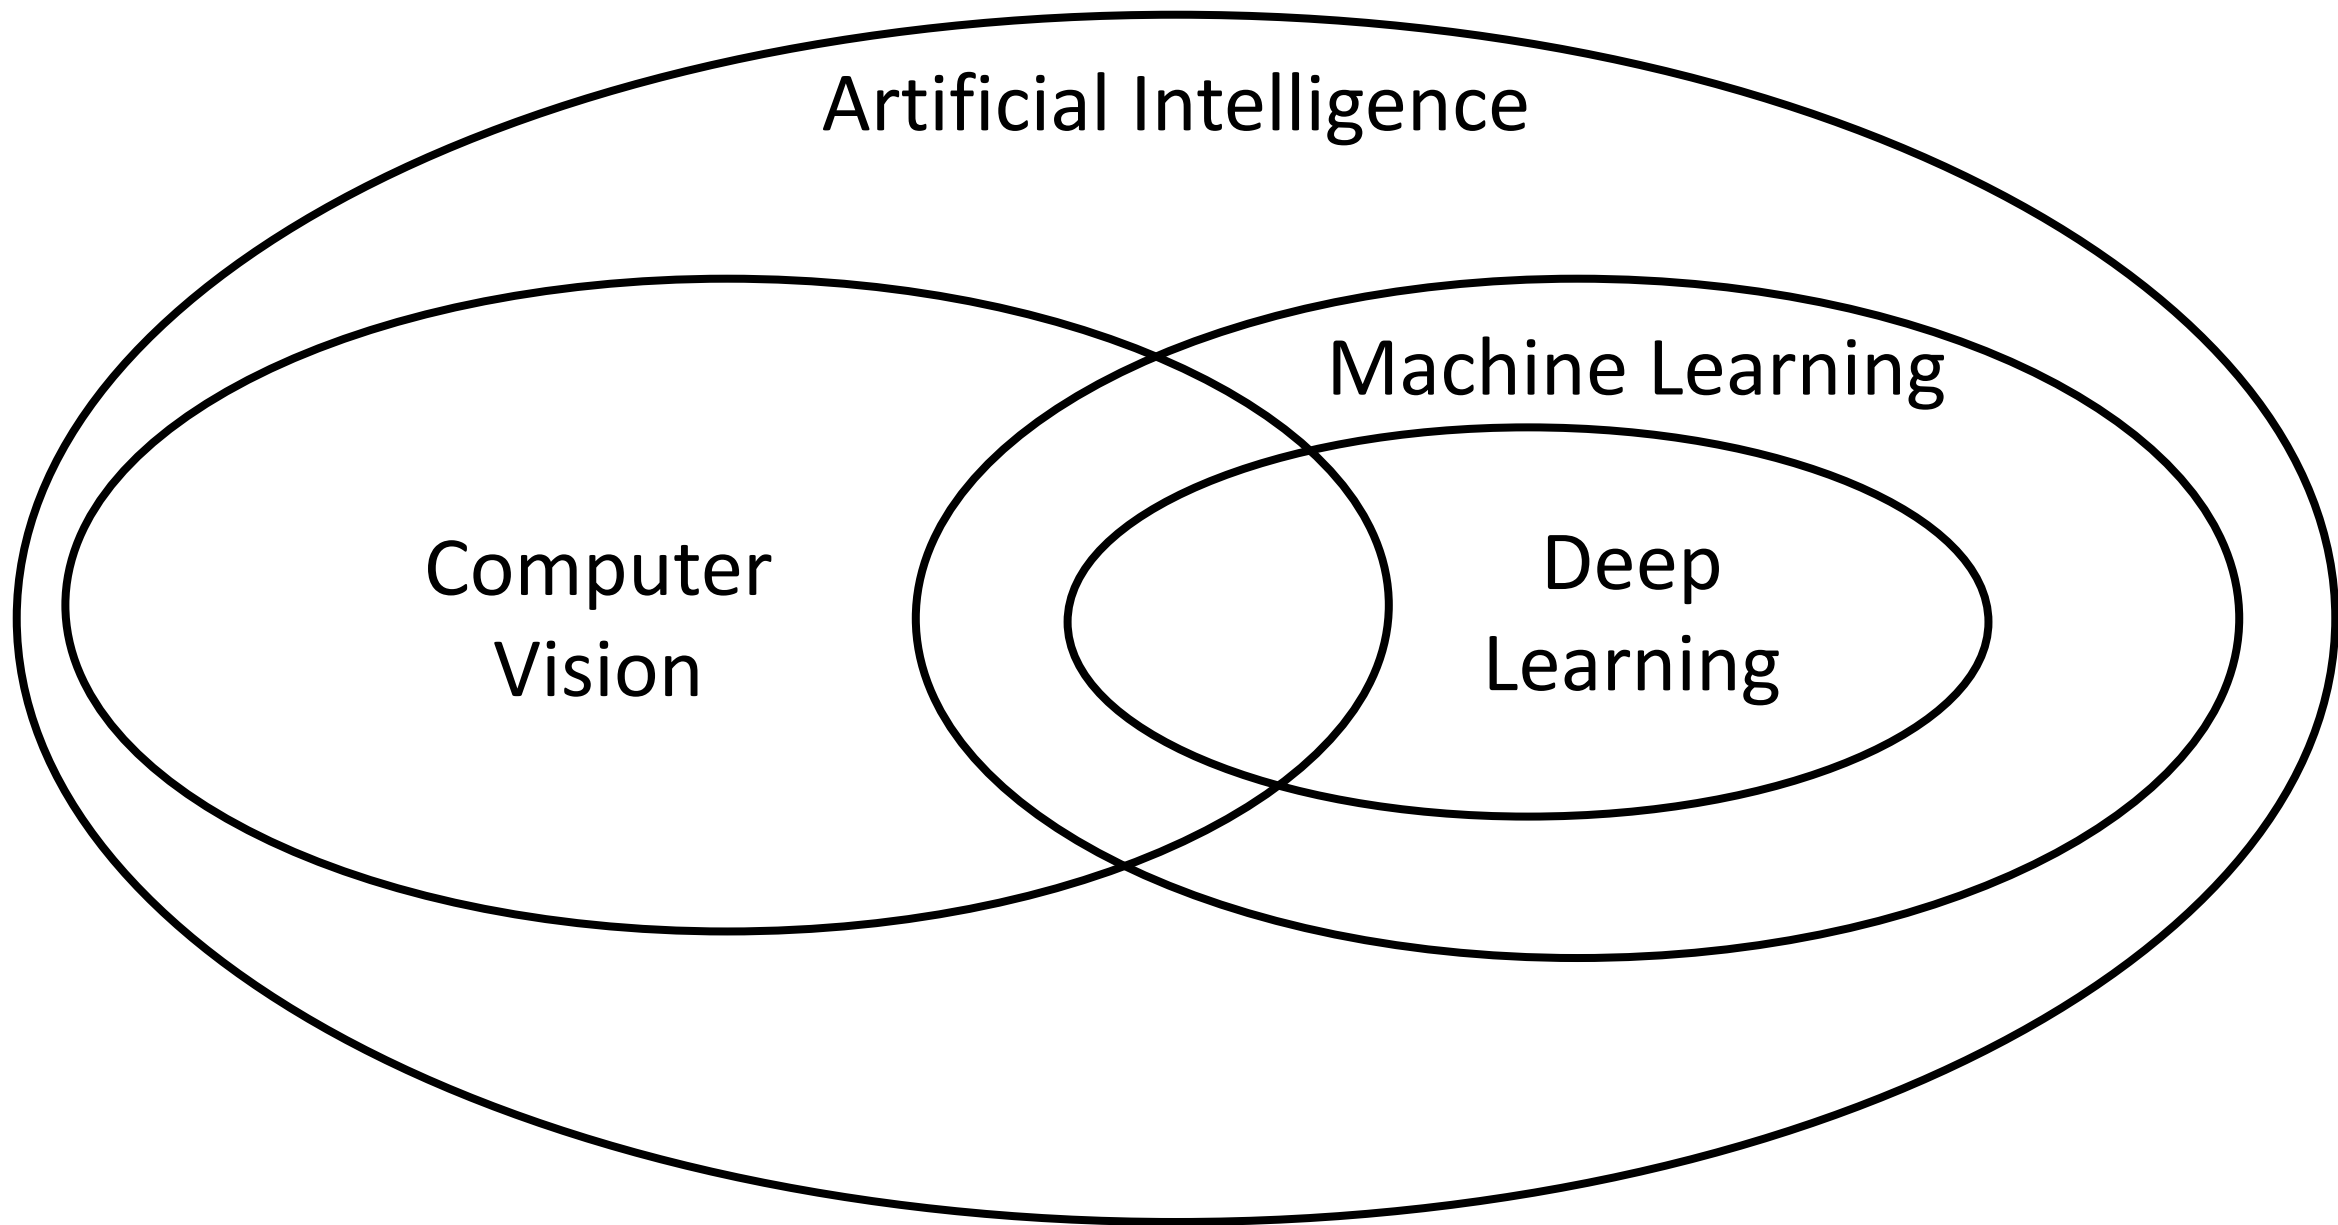 Artificial Intelligence
Machine Learning
Computer
Vision
Deep
Learning